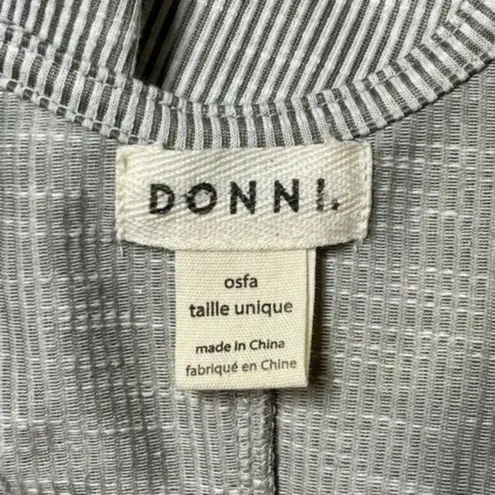 DONNI.
osfa
taille unique
made in China
fabriqué en Chine